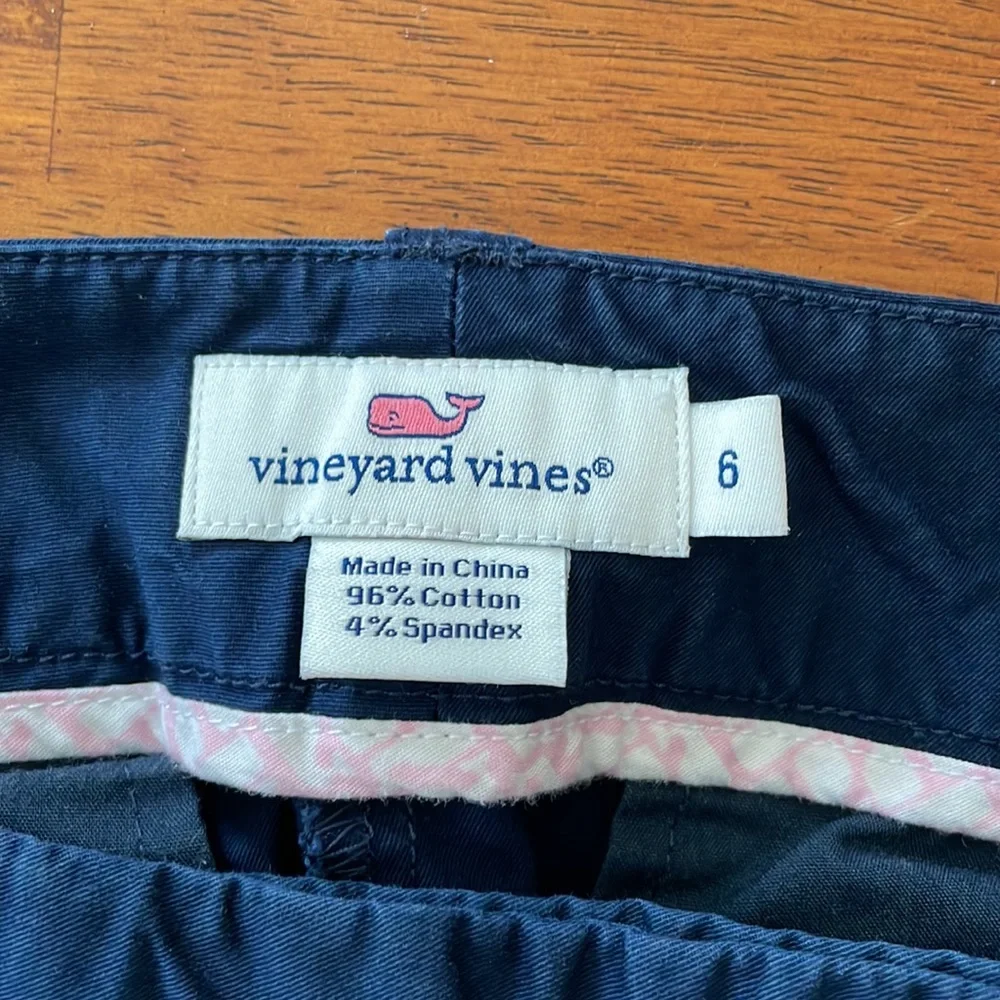 vineyard vines®
6
Made in China
96% Cotton
4% Spandex